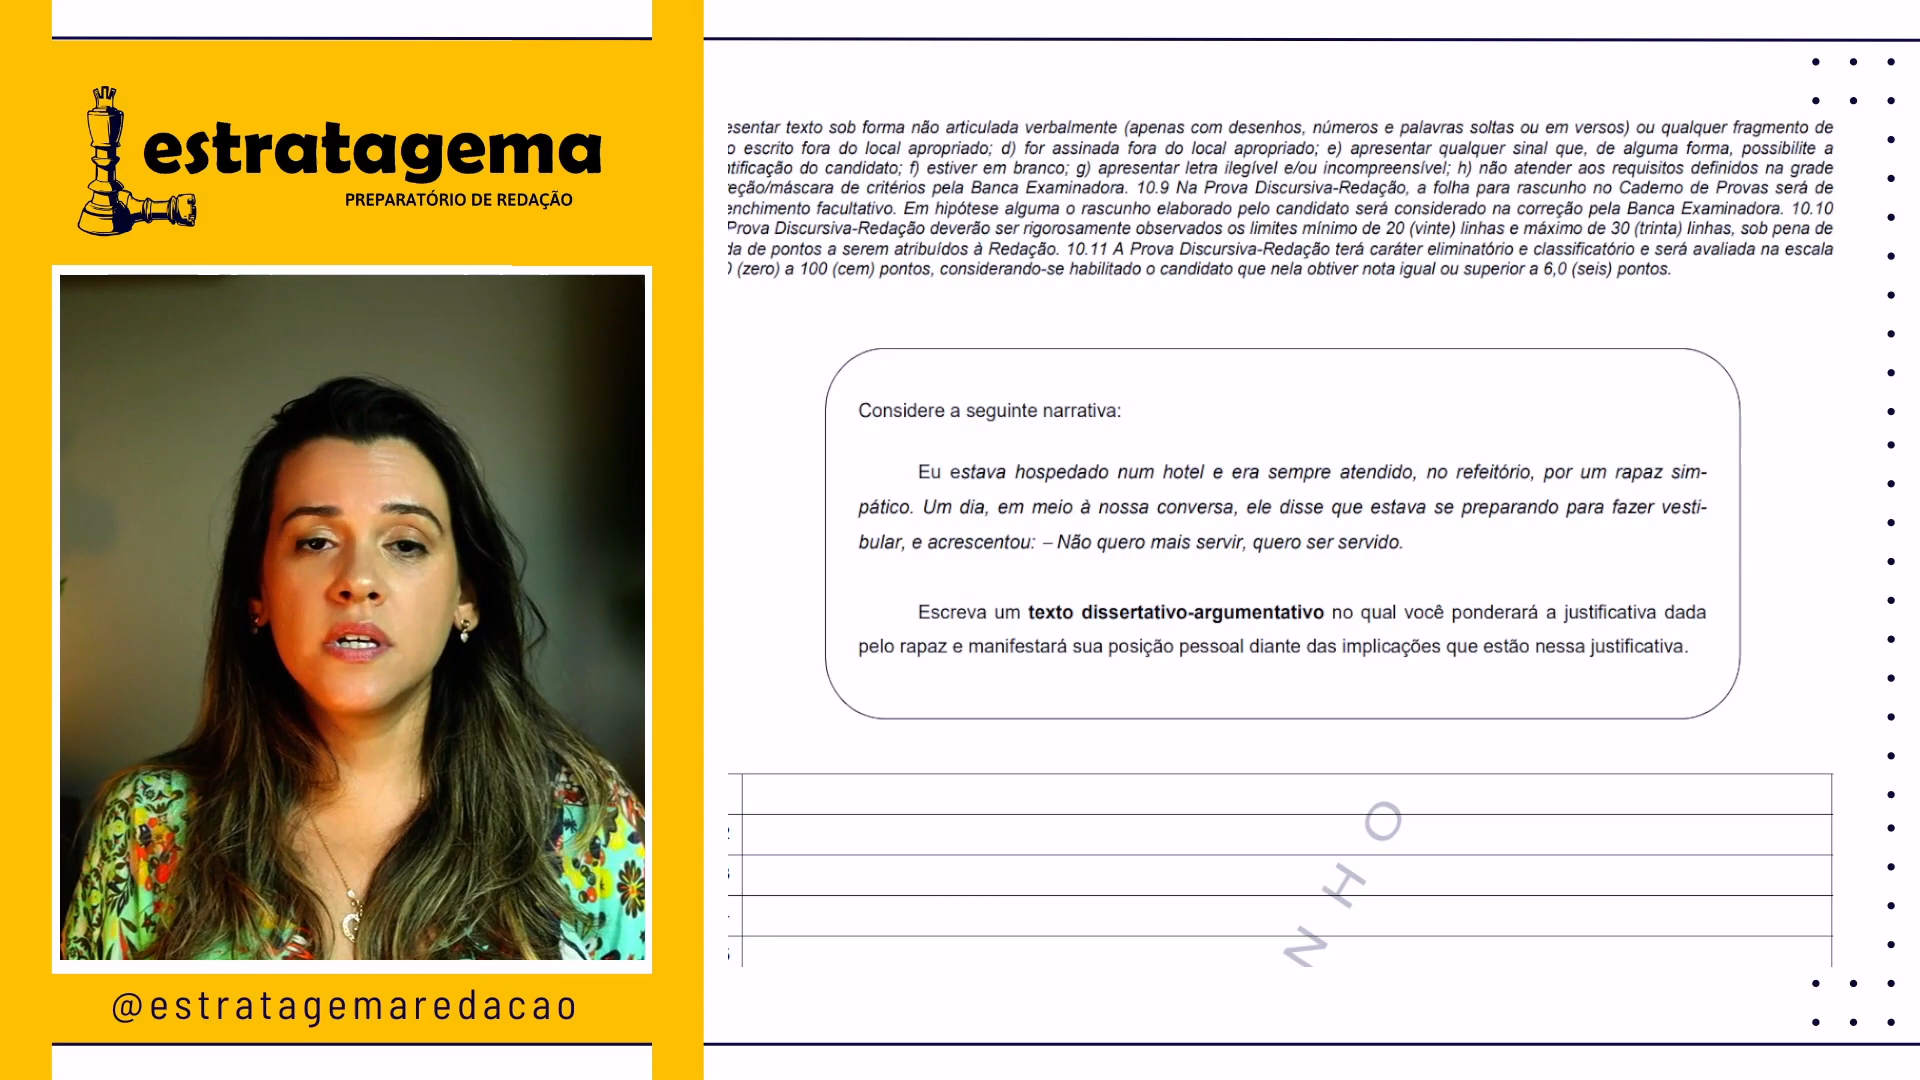 estratagema
PREPARATÓRIO DE REDAÇÃO
@estratagemaredacao
esentar texto sob forma não articulada verbalmente (apenas com desenhos, números e palavras soltas ou em versos) ou qualquer fragmento de
o escrito fora do local apropriado; d) for assinada fora do local apropriado; e) apresentar qualquer sinal que, de alguma forma, possibilite a
ntificação do candidato; f) estiver em branco; g) apresentar letra ilegível e/ou incompreensível; h) não atender aos requisitos definidos na grade
reção/máscara de critérios pela Banca Examinadora. 10.9 Na Prova Discursiva-Redação, a folha para rascunho no Caderno de Provas será de
enchimento facultativo. Em hipótese alguma o rascunho elaborado pelo candidato será considerado na correção pela Banca Examinadora. 10.10
Prova Discursiva-Redação deverão ser rigorosamente observados os limites mínimo de 20 (vinte) linhas e máximo de 30 (trinta) linhas, sob pena de
da de pontos a serem atribuídos à Redação. 10.11 A Prova Discursiva-Redação terá caráter eliminatório e classificatório e será avaliada na escala
0 (zero) a 100 (cem) pontos, considerando-se habilitado o candidato que nela obtiver nota igual ou superior a 6,0 (seis) pontos.
Considere a seguinte narrativa:
Eu estava hospedado num hotel e era sempre atendido, no refeitório, por um rapaz sim-
pático. Um dia, em meio à nossa conversa, ele disse que estava se preparando para fazer vesti-
bular, e acrescentou: – Não quero mais servir, quero ser servido.
Escreva um texto dissertativo-argumentativo no qual você ponderará a justificativa dada
pelo rapaz e manifestará sua posição pessoal diante das implicações que estão nessa justificativa.
N H O